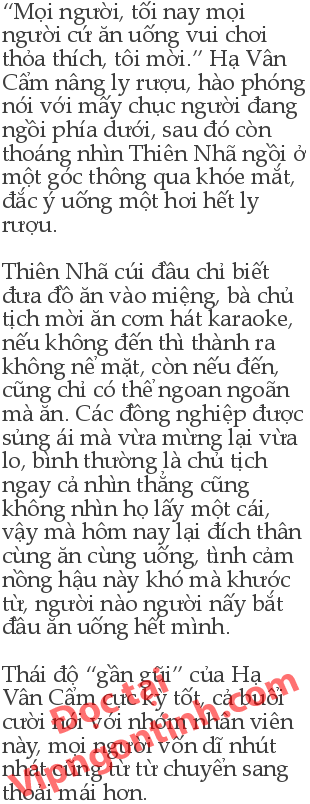 “Mọi người, tối nay mọi
người cứ ăn uống vui chơi
thỏa thích, tôi mời.” Hạ Vân
Cẩm nâng ly rượu, hào phóng
nói với mấy chục người đang
ngồi phía dưới, sau đó còn
thoáng nhìn Thiên Nhã ngồi ở
một góc thông qua khóe mắt,
đắc ý uống một hơi hết ly
rượu.
Thiên Nhã cúi đầu chỉ biết
đưa đồ ăn vào miệng, bà chủ
tịch mời ăn cơm hát karaoke,
nếu không đến thì thành ra
không nể mặt, còn nếu đến,
cũng chỉ có thể ngoan ngoãn
mà ăn. Các đồng nghiệp được
sủng ái mà vừa mừng lại vừa
lo, bình thường là chủ tịch
ngay cả nhìn thẳng cũng
không nhìn họ lấy một cái,
vậy mà hôm nay lại đích thân
cùng ăn cùng uống, tình cảm
nồng hậu này khó mà khước
từ, người nào người nấy bắt
đầu ăn uống hết mình.
Thái độ “gần gũi” của Hạ
Vân Cẩm cực kỳ tốt, cả buổi
cười nói với nhóm nhân viên
này, mọi người vốn dĩ nhút
nhát cũng từ từ chuyển sang
thoải mái hơn.
Doctai
Vipngontinh.com